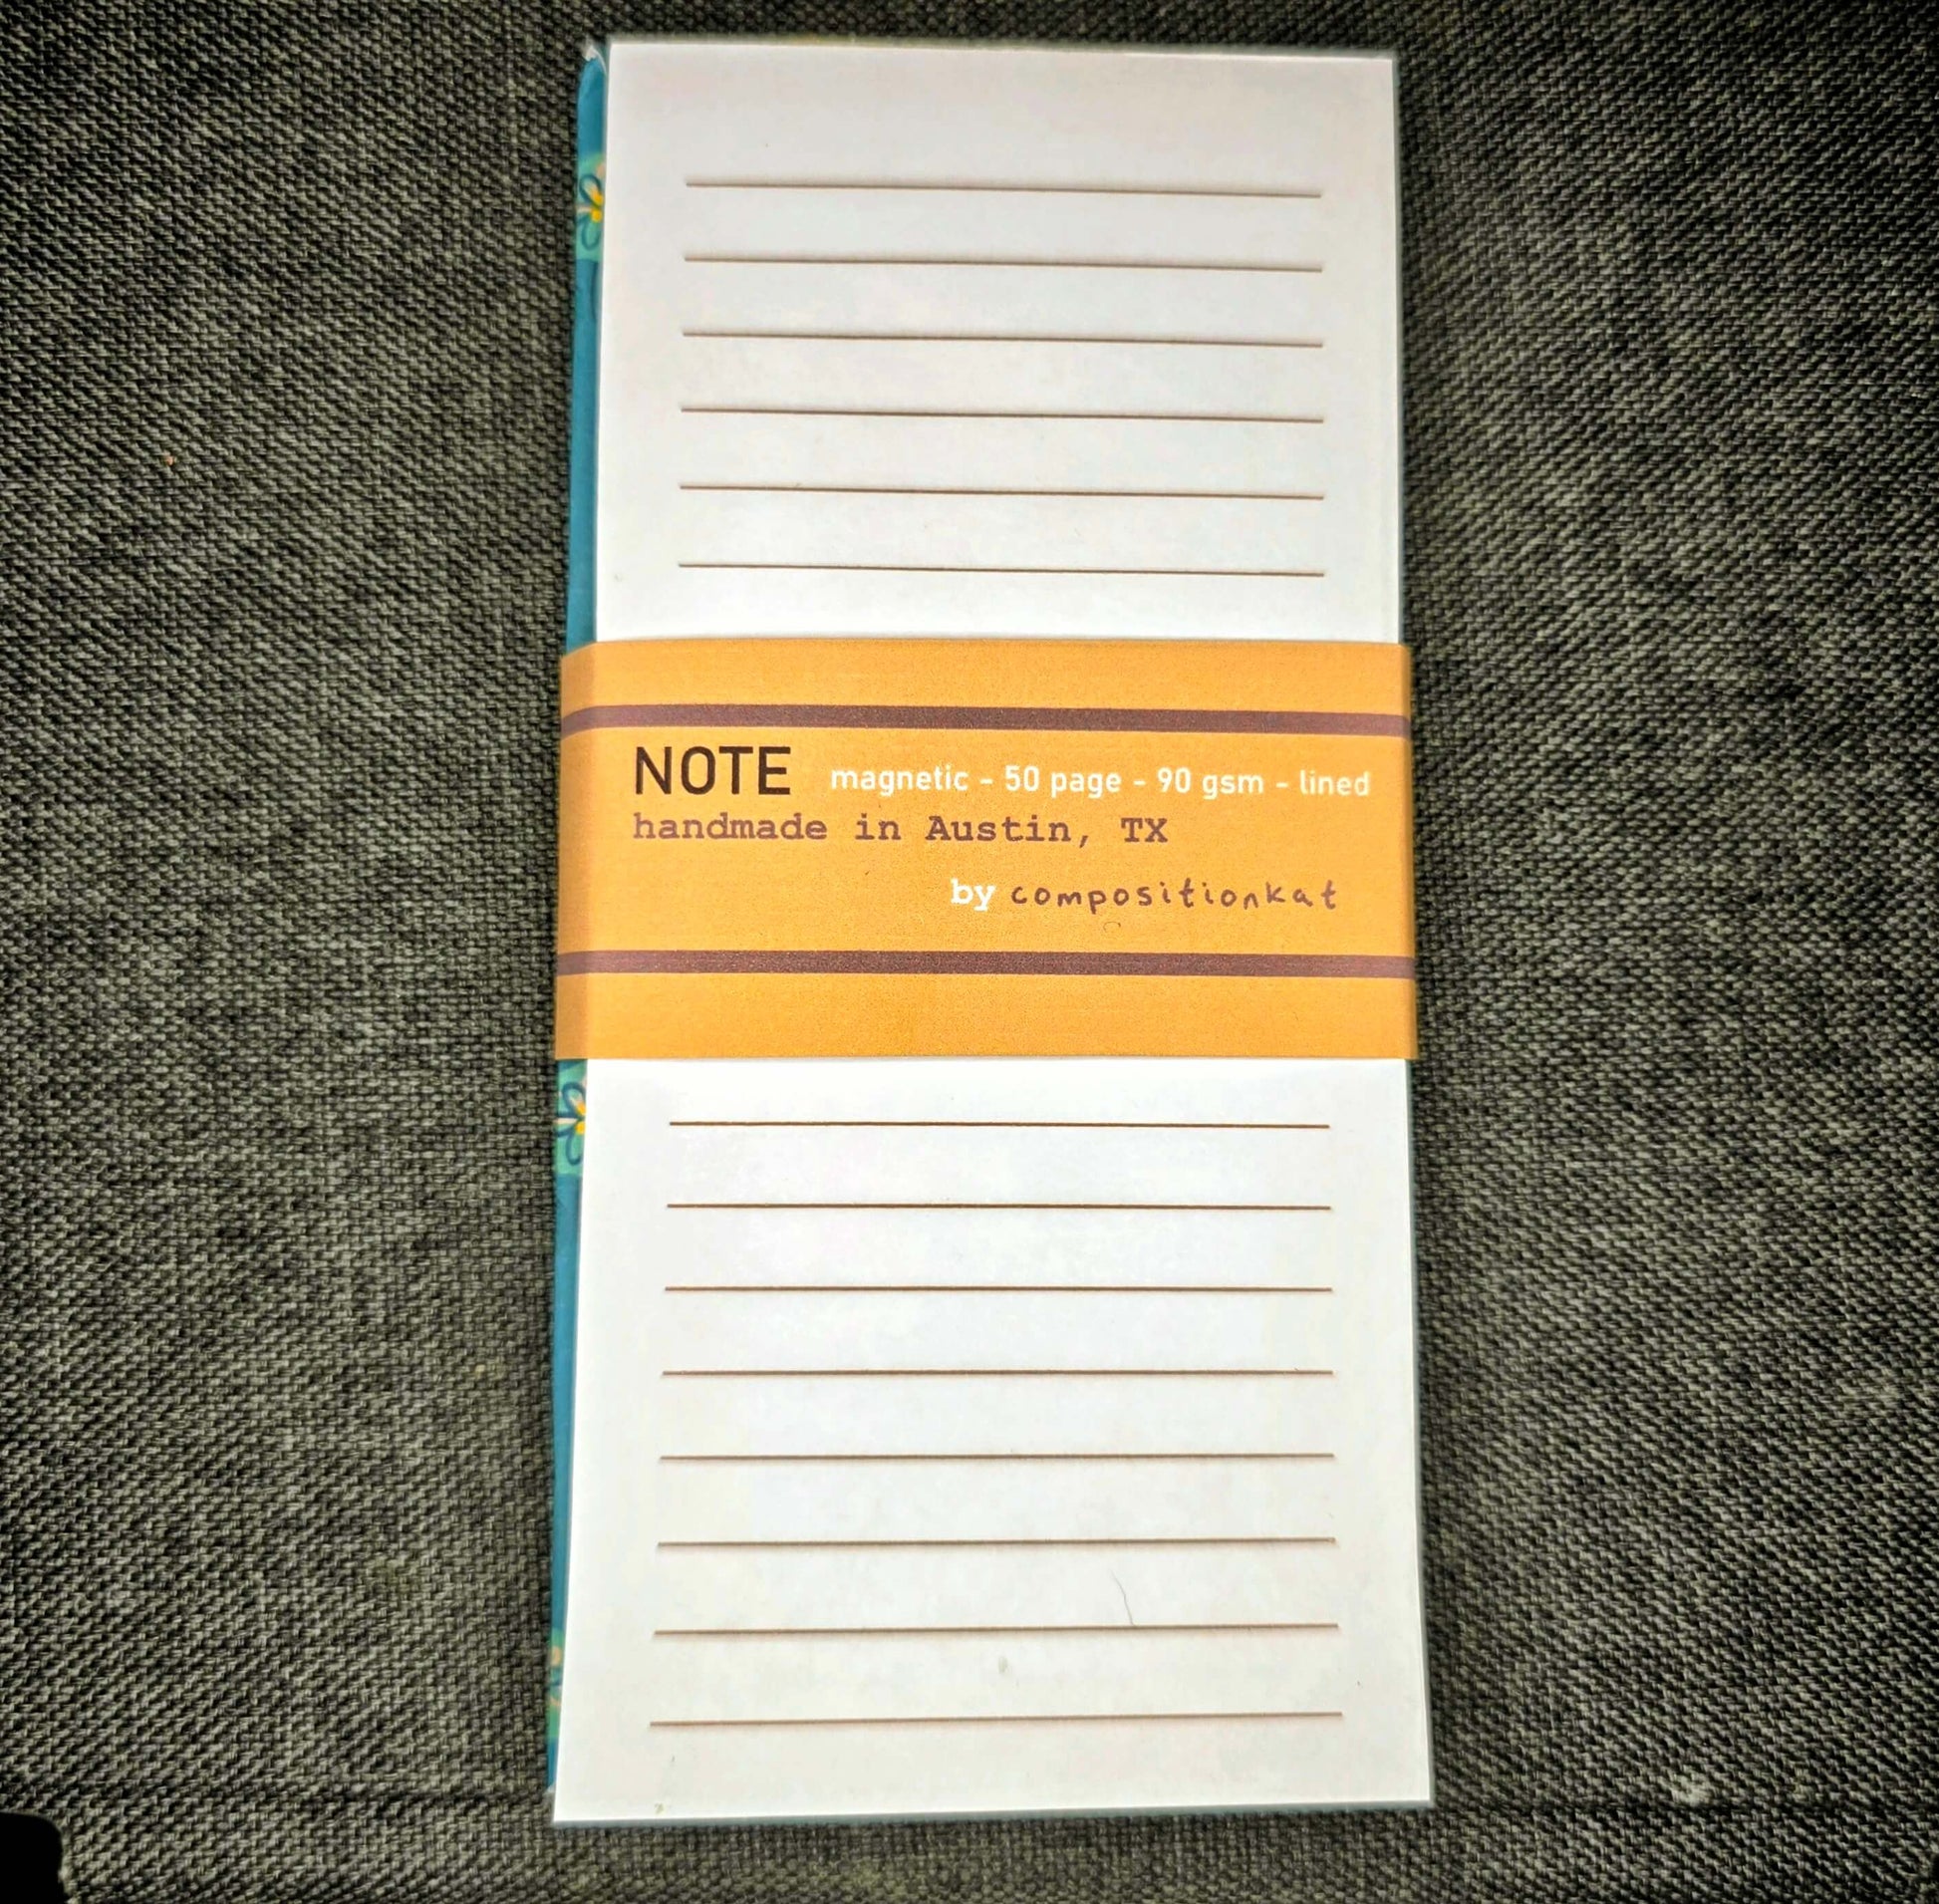 NOTE magnetic - 50 page - 90 gsm - lined
handmade in Austin, TX
by compositionkat